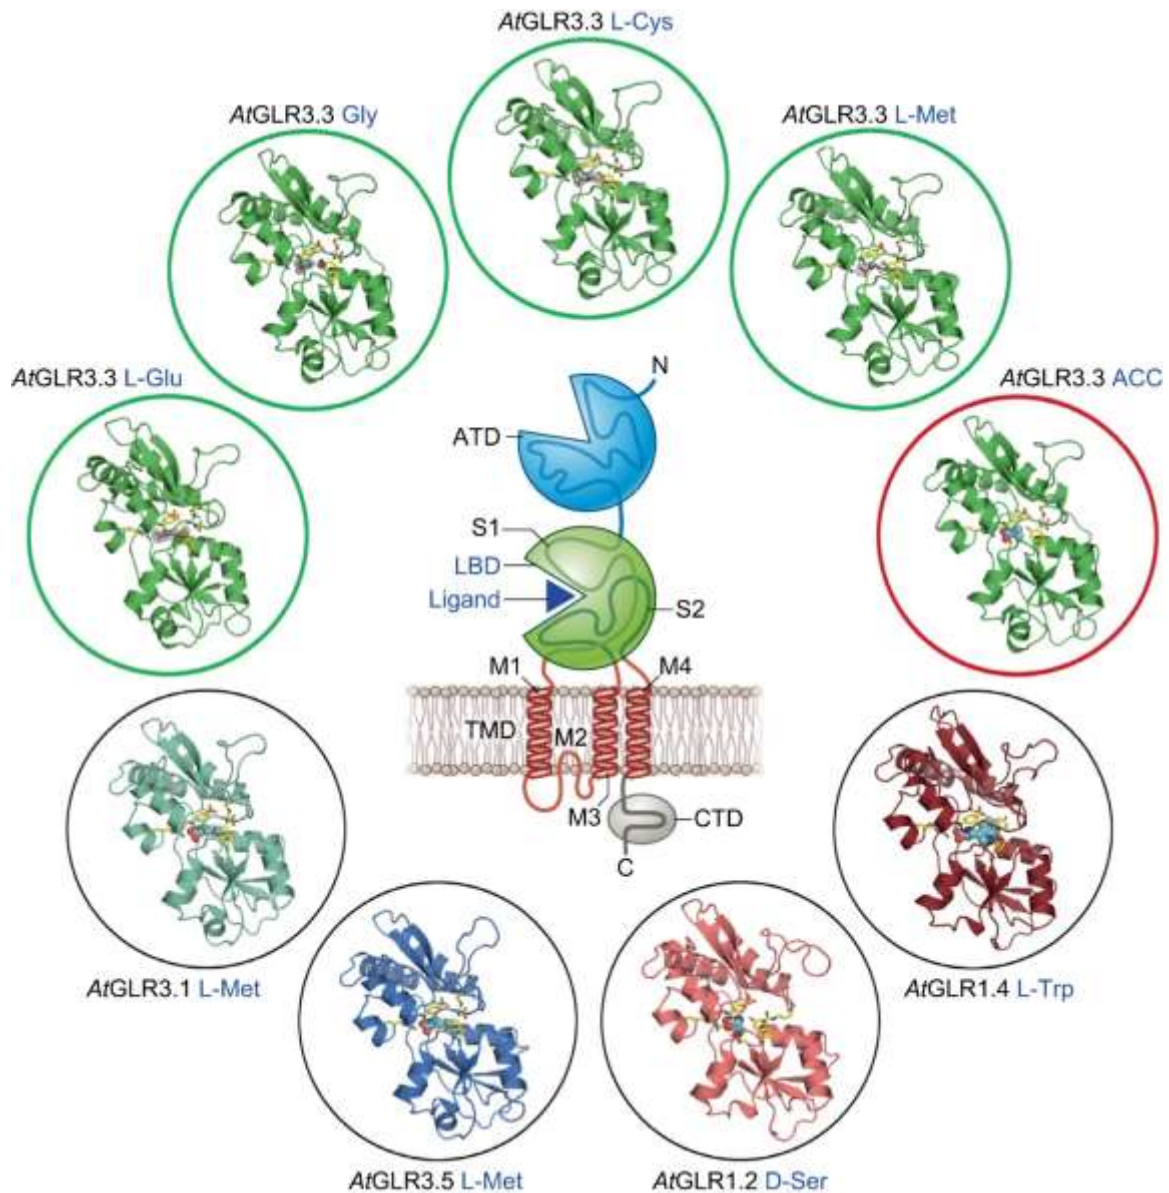 AtGLR3.3 L-Cys
AtGLR3.3 Gly
AtGLR3.3 L-Met
AtGLR3.3 L-Glu
AtGLR3.3 ACC
N
ATD
S1
LBD
Ligand
S2
M1
M4
TMD
M2
M3
CTD
C
AtGLR3.1 L-Met
AtGLR1.4 L-Trp
AtGLR3.5 L-Met
AtGLR1.2 D-Ser